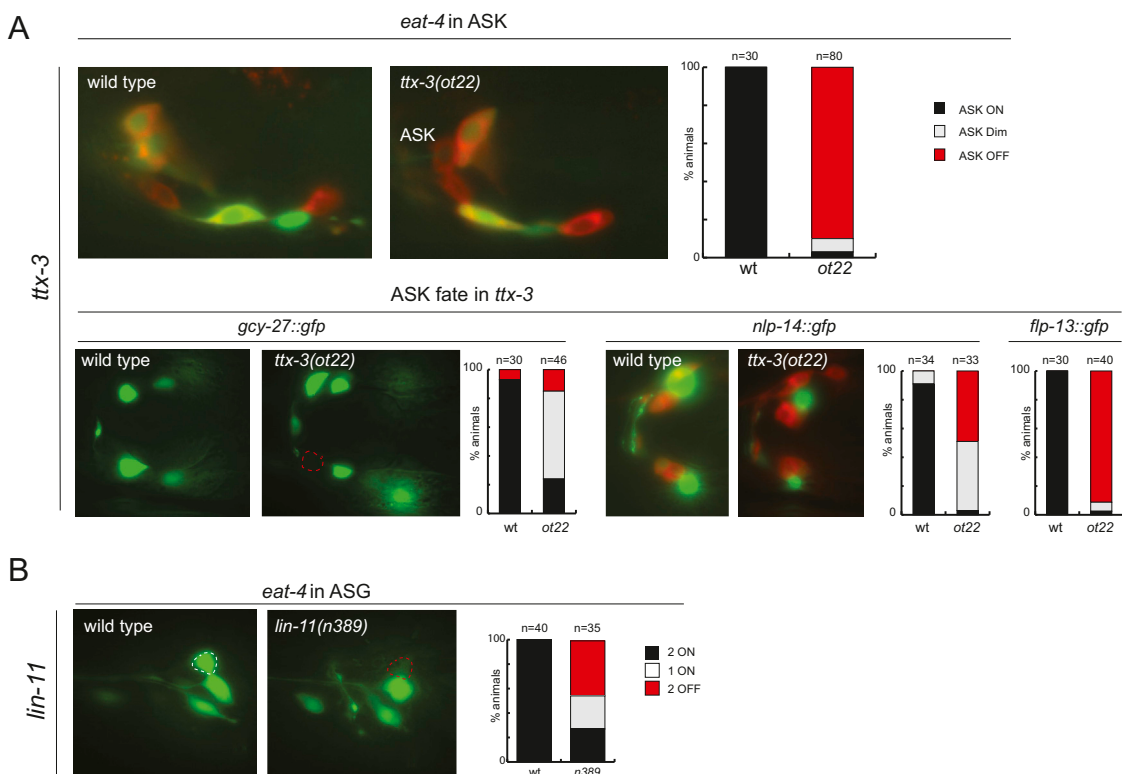 A
eat-4 in ASK
ttx-3
wild type
ttx-3(ot22)
ASK
n=30 n=80
100
% animals
0
wt ot22
ASK ON
ASK Dim
ASK OFF
ASK fate in ttx-3
gcy-27::gfp
nlp-14::gfp
flp-13::gfp
wild type
ttx-3(ot22)
n=30 n=46
100
% animals
0
wt ot22
wild type
ttx-3(ot22)
n=34 n=33
100
% animals
0
wt ot22
n=30 n=40
100
% animals
0
wt ot22
B
eat-4 in ASG
lin-11
wild type
lin-11(n389)
n=40 n=35
100
% animals
0
wt n389
2 ON
1 ON
2 OFF